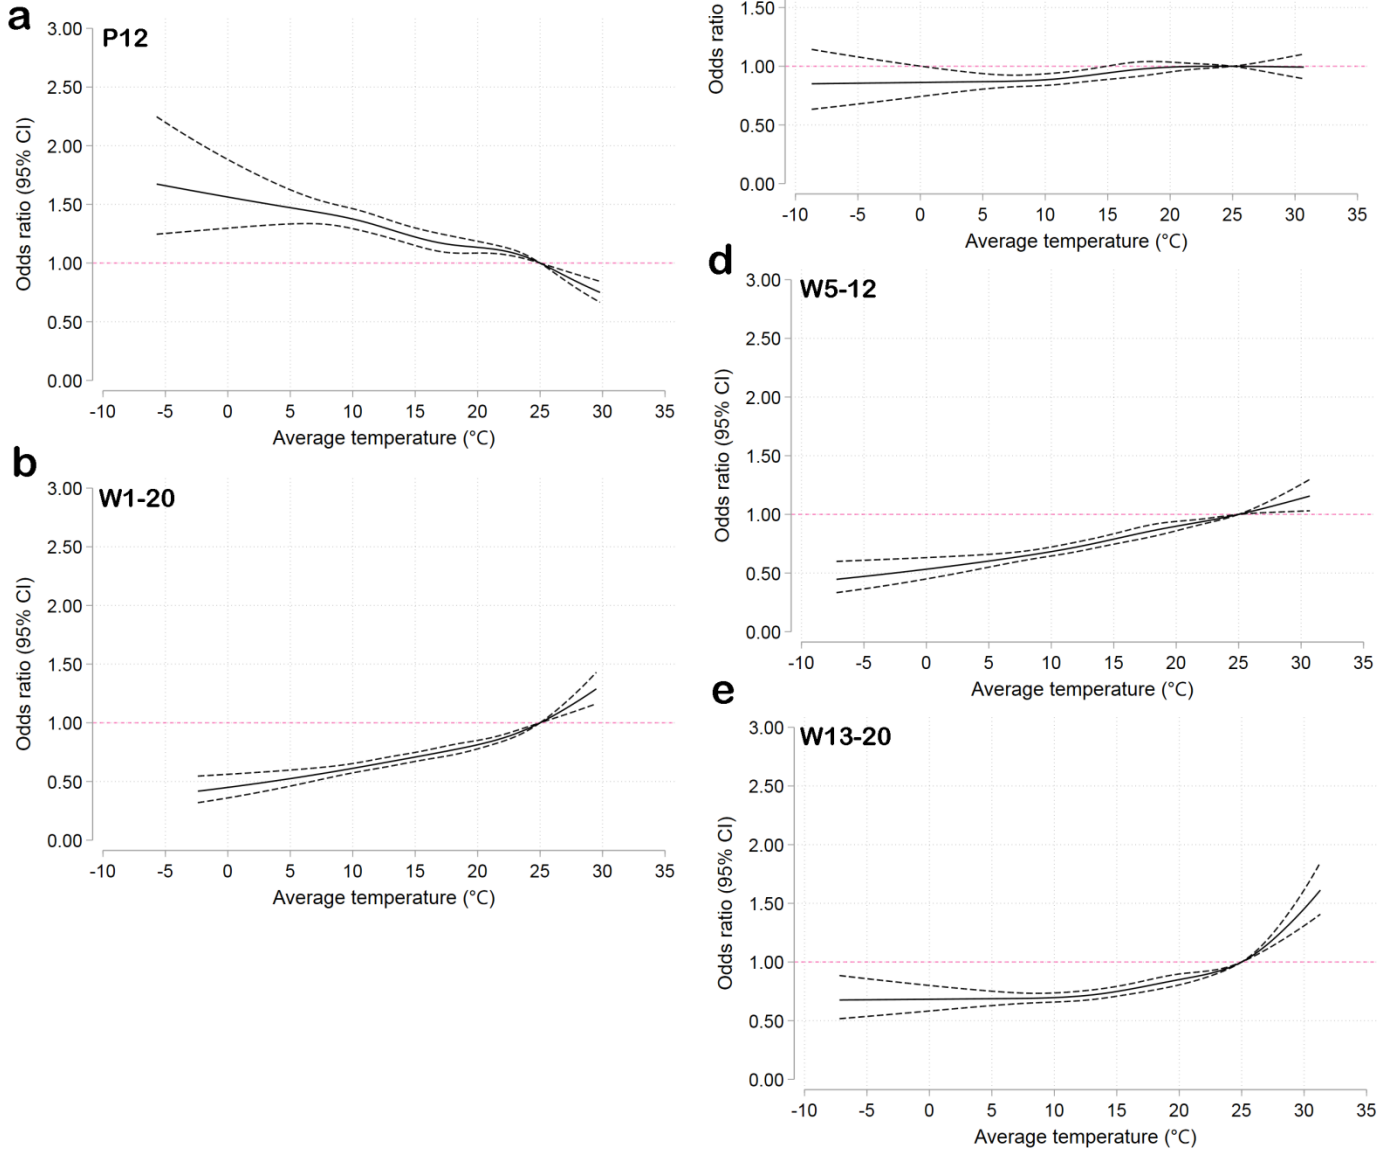 a
P12
3.00
2.50
2.00
1.50
1.00
0.50
0.00
Odds ratio (95% CI)
-10 -5 0 5 10 15 20 25 30 35
Average temperature (°C)
b
W1-20
3.00
2.50
2.00
1.50
1.00
0.50
0.00
Odds ratio (95% CI)
-10 -5 0 5 10 15 20 25 30 35
Average temperature (°C)
1.50
1.00
0.50
0.00
Odds ratio
-10 -5 0 5 10 15 20 25 30 35
Average temperature (°C)
d
W5-12
3.00
2.50
2.00
1.50
1.00
0.50
0.00
Odds ratio (95% CI)
-10 -5 0 5 10 15 20 25 30 35
Average temperature (°C)
e
W13-20
3.00
2.50
2.00
1.50
1.00
0.50
0.00
Odds ratio (95% CI)
-10 -5 0 5 10 15 20 25 30 35
Average temperature (°C)